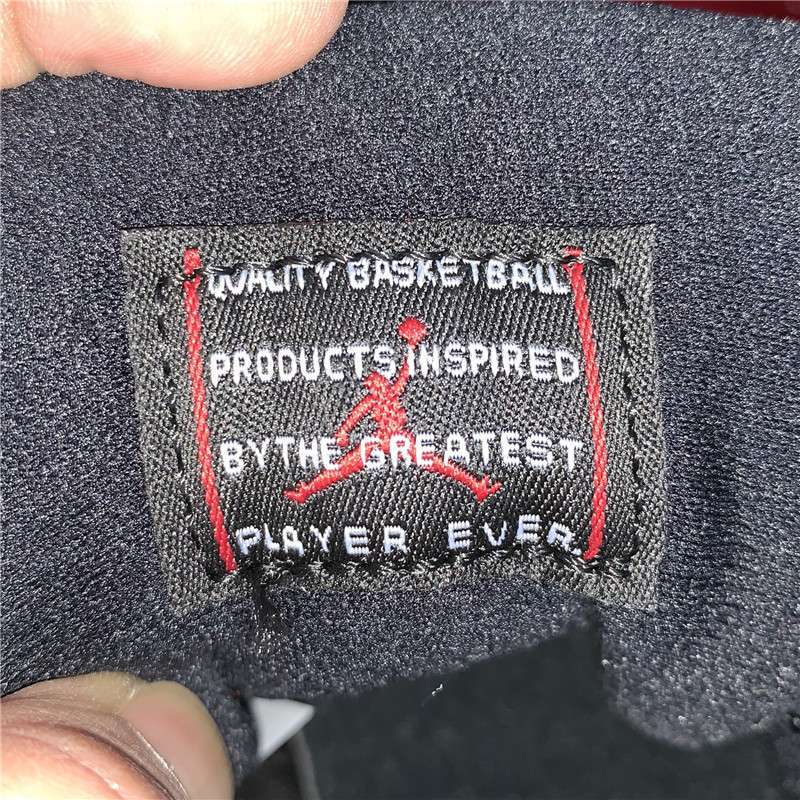 QUALITY BASKETBALL
PRODUCTS INSPIRED
BY THE GREATEST
PLAYER EVER.